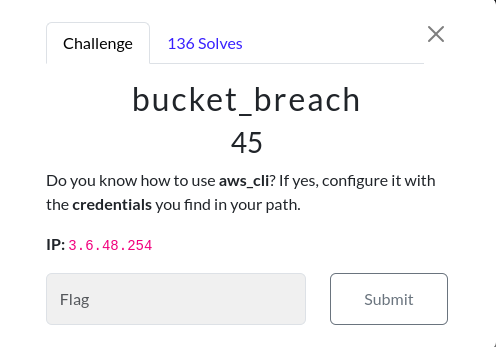 Challenge
136 Solves
bucket_breach
45
Do you know how to use aws_cli? If yes, configure it with
the credentials you find in your path.
IP: 3.6.48.254
Flag
Submit